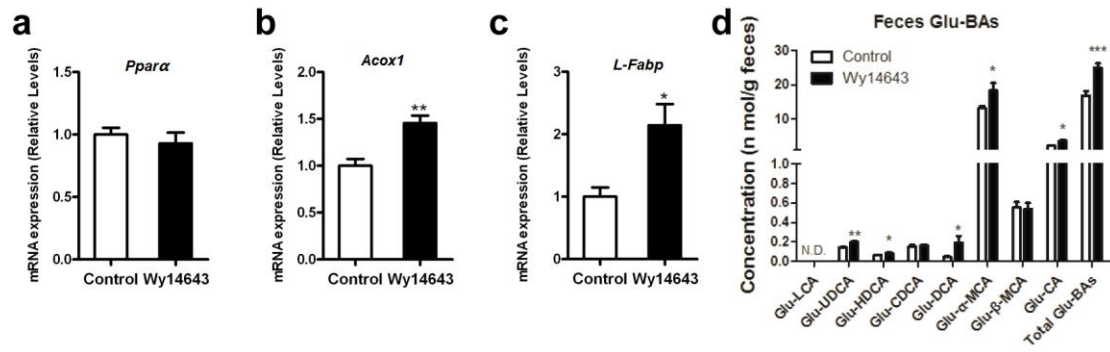 a
Pparα
mRNA expression (Relative Levels)
1.5
1.0
0.5
0.0
Control Wy14643
b
Acox1
mRNA expression (Relative Levels)
2.0
1.5
1.0
0.5
0.0
**
Control Wy14643
c
L-Fabp
mRNA expression (Relative Levels)
3
2
1
0
*
Control Wy14643
d
Feces Glu-BAs
Control
Wy14643
Concentration (n mol/g feces)
30
20
10
1.0
0.8
0.6
0.4
0.2
0.0
N.D.
**
*
*
*
*
***
Glu-LCA
Glu-UDCA
Glu-HDCA
Glu-CDCA
Glu-DCA
Glu-α-MCA
Glu-β-MCA
Glu-CA
Total Glu-BAs